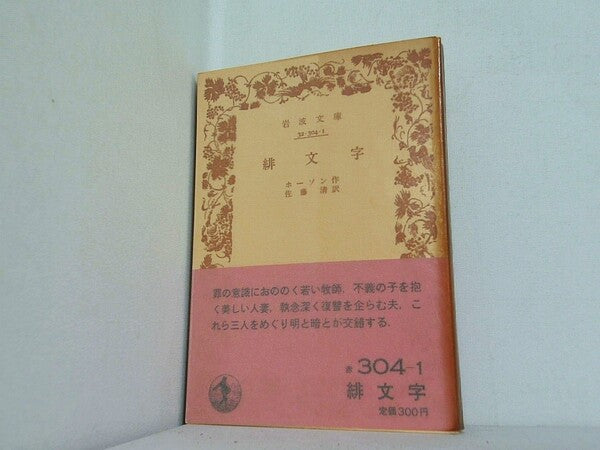 岩波文庫
32-304-1
緋文字
ホーソン作
佐藤清訳
罪の意識におののく若い牧師，不義の子を抱
く美しい人妻，執念深く復讐を企らむ夫，こ
れら三人をめぐり明と暗とが交錯する．
赤 304-1
緋文字
定価300円